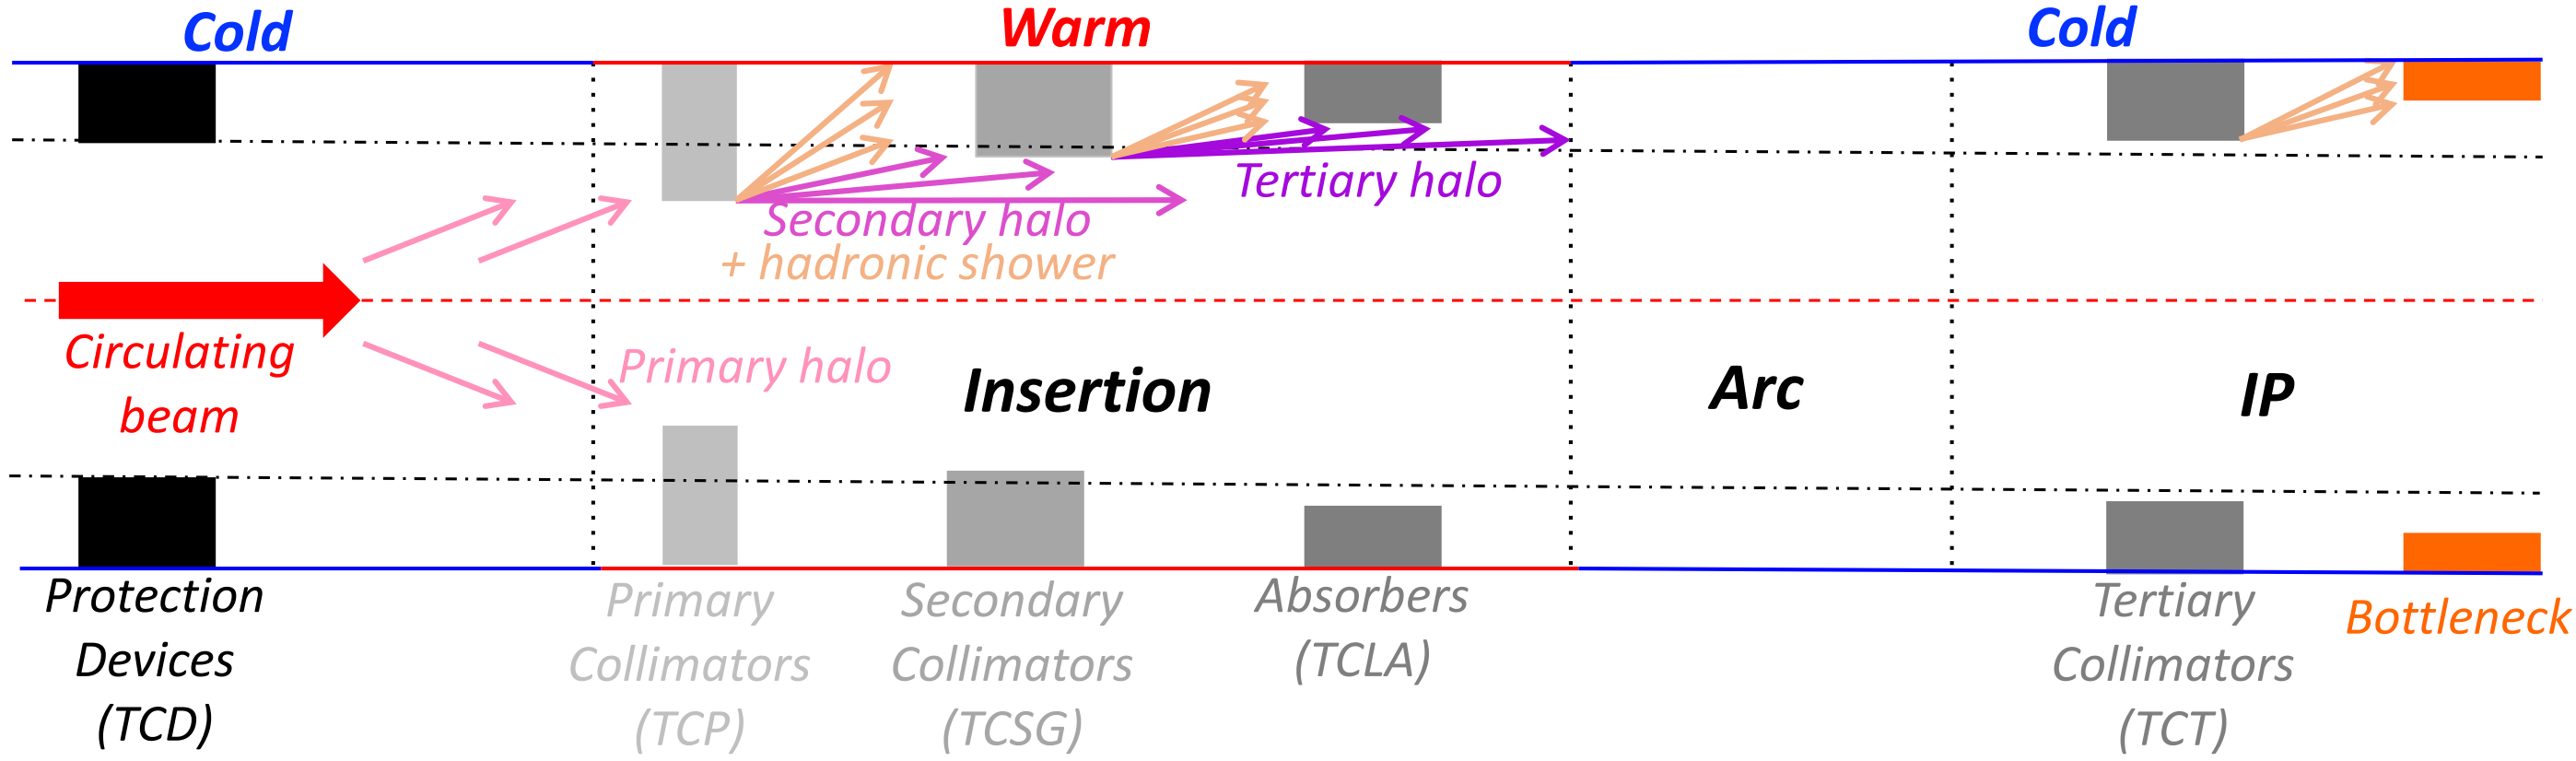 Cold
Warm
Cold
Tertiary halo
Secondary halo
+ hadronic shower
Circulating
beam
Primary halo
Insertion
Arc
IP
Protection
Devices
(TCD)
Primary
Collimators
(TCP)
Secondary
Collimators
(TCSG)
Absorbers
(TCLA)
Tertiary
Collimators
(TCT)
Bottleneck